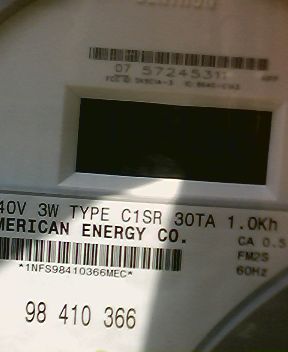 07 5724531
40V 3W TYPE C1SR 30TA 1.0Kh
MERICAN ENERGY CO.
CA 0.5
FM2S
60Hz
*1NFS98410366MEC*
98 410 366